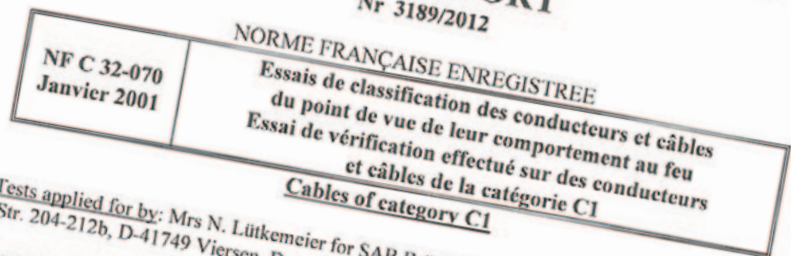 Nr 3189/2012
NORME FRANÇAISE ENREGISTREE
NF C 32-070
Janvier 2001
Essais de classification des conducteurs et câbles
du point de vue de leur comportement au feu
Essai de vérification effectué sur des conducteurs
et câbles de la catégorie C1
Cables of category C1
Tests applied for by: Mrs N. Lütkemeier for SAB
Str. 204-212b, D-41749 Viersen,